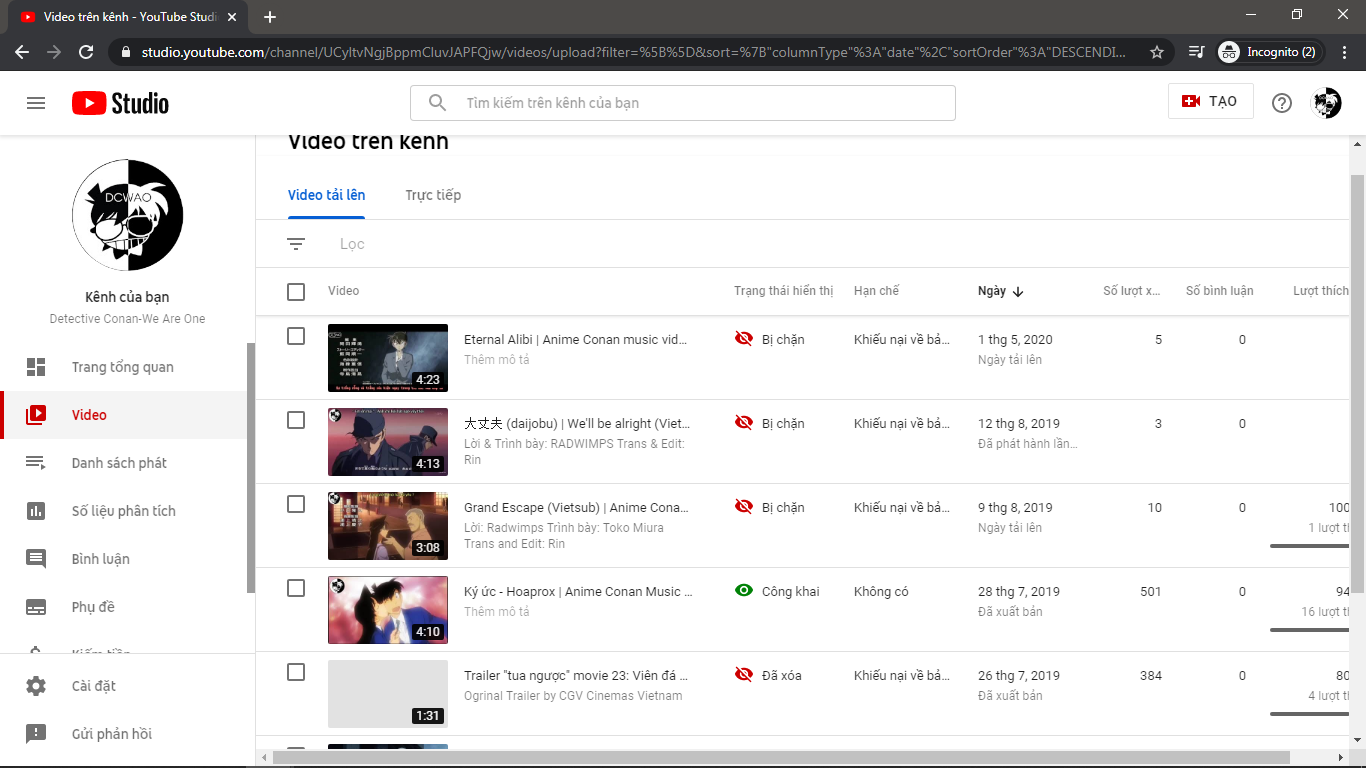 Video trên kênh - YouTube Studio
studio.youtube.com/channel/UCyltvNgjBppmCluvJAPFQjw/videos/upload?filter=%5B%5D&sort=%7B"columnType"%3A"date"%2C"sortOrder"%3A"DESCENDI...
Incognito (2)
Studio
Tìm kiếm trên kênh của bạn
TẠO
Video trên kênh
DCWAO
Kênh của bạn
Detective Conan-We Are One
Trang tổng quan
Video
Danh sách phát
Số liệu phân tích
Bình luận
Phụ đề
Kiếm tiền
Cài đặt
Gửi phản hồi
Video tải lên
Trực tiếp
Lọc
Video Trạng thái hiển thị Hạn chế Ngày Số lượt x... Số bình luận Lượt thích
Eternal Alibi | Anime Conan music vid... Bị chặn Khiếu nại về bả... 1 thg 5, 2020 5 0
4:23 Thêm mô tả Ngày tải lên
大丈夫 (daijobu) | We'll be alright (Viet... Bị chặn Khiếu nại về bả... 12 thg 8, 2019 3 0
Lời & Trình bày: RADWIMPS Trans & Edit: Đã phát hành lần...
4:13 Rin
Grand Escape (Vietsub) | Anime Cona... Bị chặn Khiếu nại về bả... 9 thg 8, 2019 10 0 100
Lời: Radwimps Trình bày: Toko Miura Ngày tải lên 1 lượt th
3:08 Trans and Edit: Rin
Ký ức - Hoaprox | Anime Conan Music ... Công khai Không có 28 thg 7, 2019 501 0 94
4:10 Thêm mô tả Đã xuất bản 16 lượt th
Trailer "tua ngược" movie 23: Viên đá ... Đã xóa Khiếu nại về bả... 26 thg 7, 2019 384 0 80
1:31 Ogrinal Trailer by CGV Cinemas Vietnam Đã xuất bản 4 lượt th